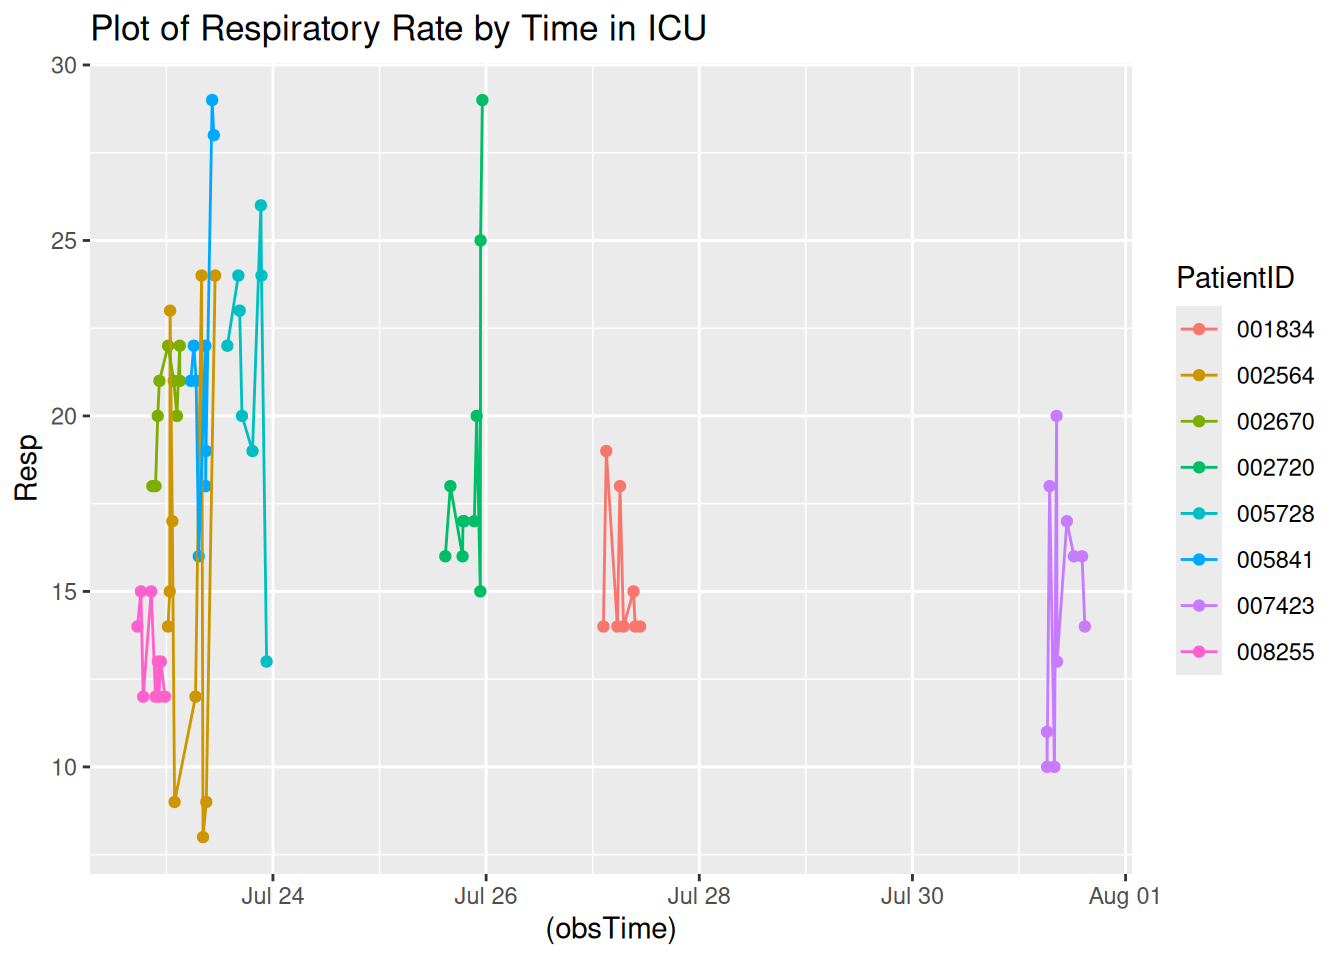 Plot of Respiratory Rate by Time in ICU
30
25
20
15
10
Resp
Jul 24
Jul 26
Jul 28
Jul 30
Aug 01
(obsTime)
PatientID
001834
002564
002670
002720
005728
005841
007423
008255